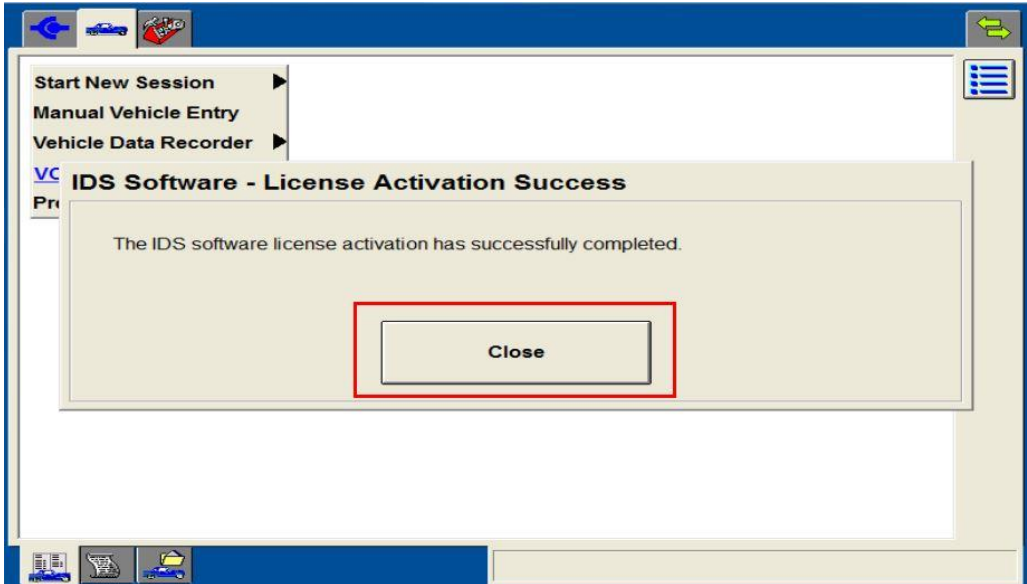 Start New Session
Manual Vehicle Entry
Vehicle Data Recorder
IDS Software - License Activation Success
The IDS software license activation has successfully completed.
Close